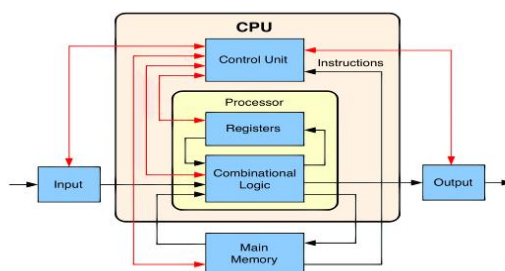 CPU
Control Unit
Instructions
Processor
Registers
Combinational
Logic
Input
Output
Main
Memory